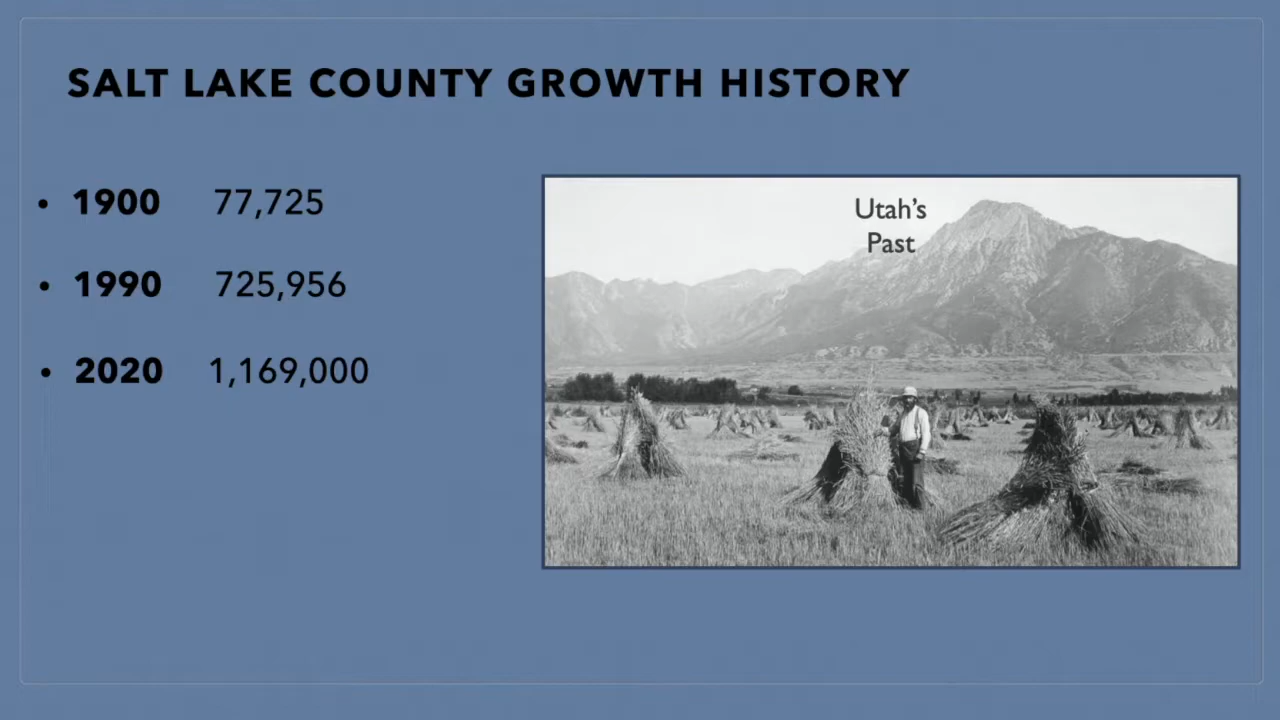 SALT LAKE COUNTY GROWTH HISTORY
• 1900 77,725
• 1990 725,956
• 2020 1,169,000
Utah’s
Past